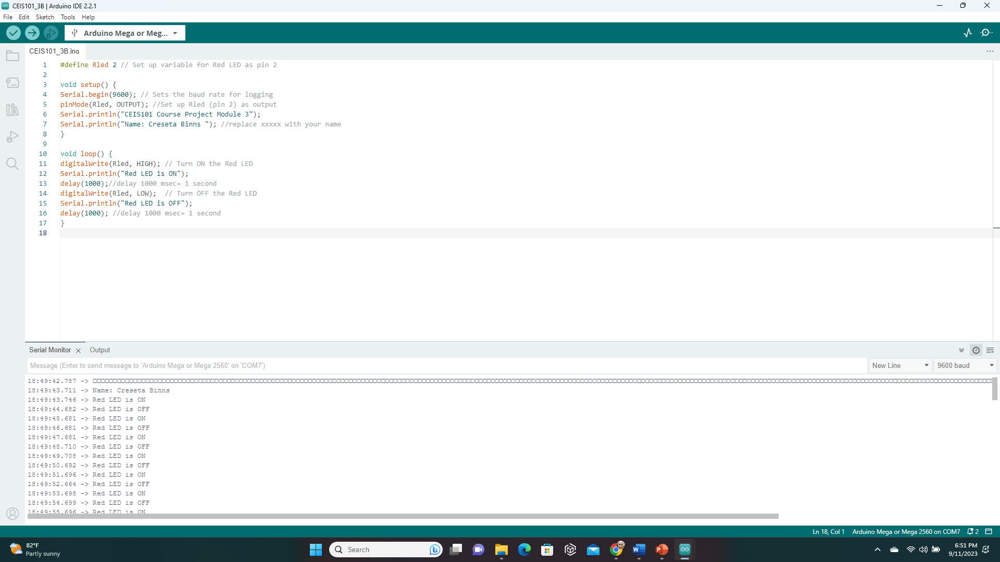 CEIS101_3B | Arduino IDE 2.2.1
File Edit Sketch Tools Help
Arduino Mega or Meg...
CEIS101_3B.ino
1 #define Rled 2 // Set up variable for Red LED as pin 2
2
3 void setup() {
4 Serial.begin(9600); // Sets the baud rate for logging
5 pinMode(Rled, OUTPUT); //Set up Rled (pin 2) as output
6 Serial.println("CEIS101 Course Project Module 3");
7 Serial.println("Name: Creseta Binns "); //replace xxxxx with your name
8 }
9
10 void loop() {
11 digitalWrite(Rled, HIGH); // Turn ON the Red LED
12 Serial.println("Red LED is ON");
13 delay(1000);//delay 1000 msec= 1 second
14 digitalWrite(Rled, LOW);  // Turn OFF the Red LED
15 Serial.println("Red LED is OFF");
16 delay(1000); //delay 1000 msec= 1 second
17 }
18
Serial Monitor Output
Message (Enter to send message to 'Arduino Mega or Mega 2560' on 'COM7')
New Line
9600 baud
18:49:42.787 ->
18:49:43.711 -> Name: Creseta Binns
18:49:43.746 -> Red LED is ON
18:49:44.682 -> Red LED is OFF
18:49:45.681 -> Red LED is ON
18:49:46.681 -> Red LED is OFF
18:49:47.681 -> Red LED is ON
18:49:48.710 -> Red LED is OFF
18:49:49.708 -> Red LED is ON
18:49:50.692 -> Red LED is OFF
18:49:51.696 -> Red LED is ON
18:49:52.664 -> Red LED is OFF
18:49:53.698 -> Red LED is ON
18:49:54.699 -> Red LED is OFF
18:49:55.696 -> Red LED is ON
Ln 18, Col 1 Arduino Mega or Mega 2560 on COM7 2
82°F
Partly sunny
Search
6:51 PM
9/11/2023